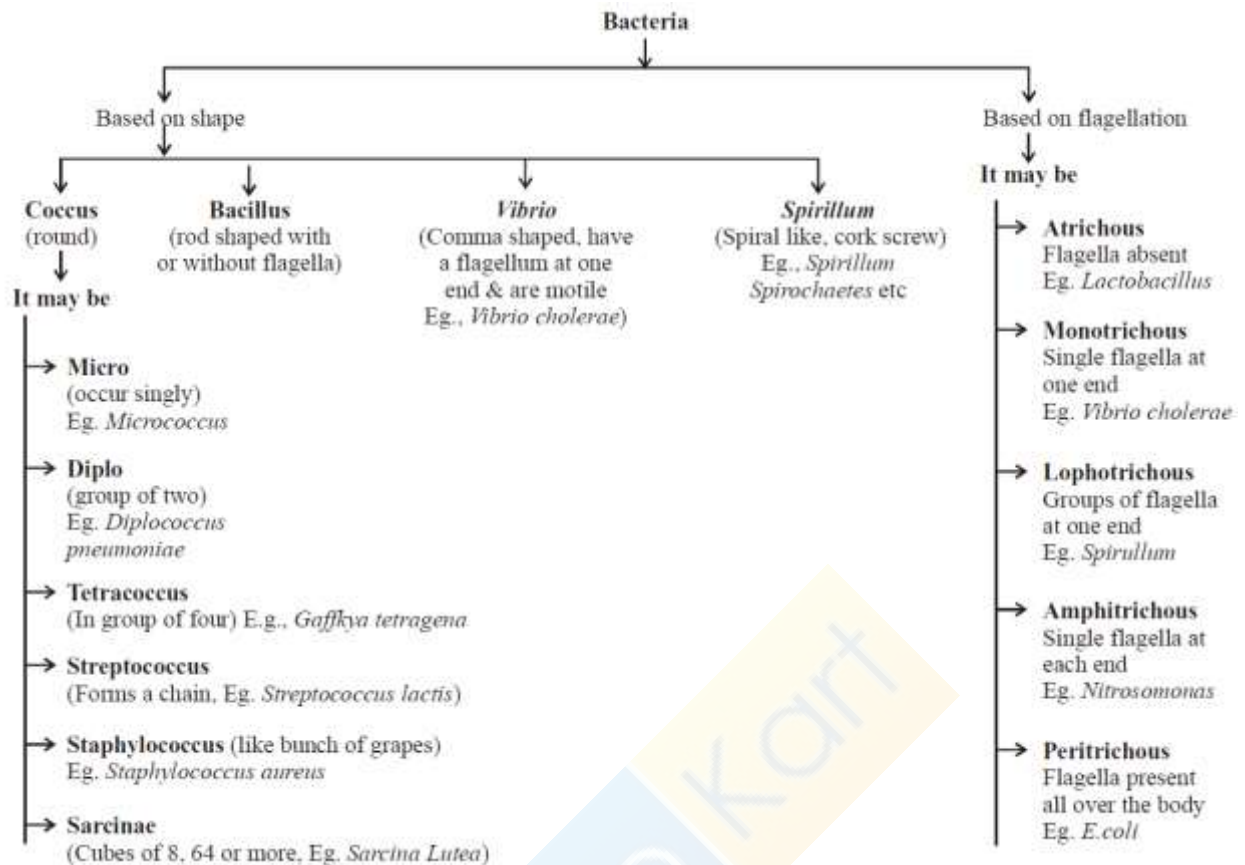 Bacteria
Based on shape
Based on flagellation
It may be
Coccus
(round)
It may be
Bacillus
(rod shaped with
or without flagella)
Vibrio
(Comma shaped, have
a flagellum at one
end & are motile
Eg., Vibrio cholerae)
Spirillum
(Spiral like, cork screw)
Eg., Spirillum
Spirochaetes etc
Micro
(occur singly)
Eg. Micrococcus
Diplo
(group of two)
Eg. Diplococcus
pneumoniae
Tetracoccus
(In group of four) E.g., Gaffkya tetragena
Streptococcus
(Forms a chain, Eg. Streptococcus lactis)
Staphylococcus (like bunch of grapes)
Eg. Staphylococcus aureus
Sarcinae
(Cubes of 8, 64 or more, Eg. Sarcina Lutea)
Atrichous
Flagella absent
Eg. Lactobacillus
Monotrichous
Single flagella at
one end
Eg. Vibrio cholerae
Lophotrichous
Groups of flagella
at one end
Eg. Spirullum
Amphitrichous
Single flagella at
each end
Eg. Nitrosomonas
Peritrichous
Flagella present
all over the body
Eg. E.coli
Kart